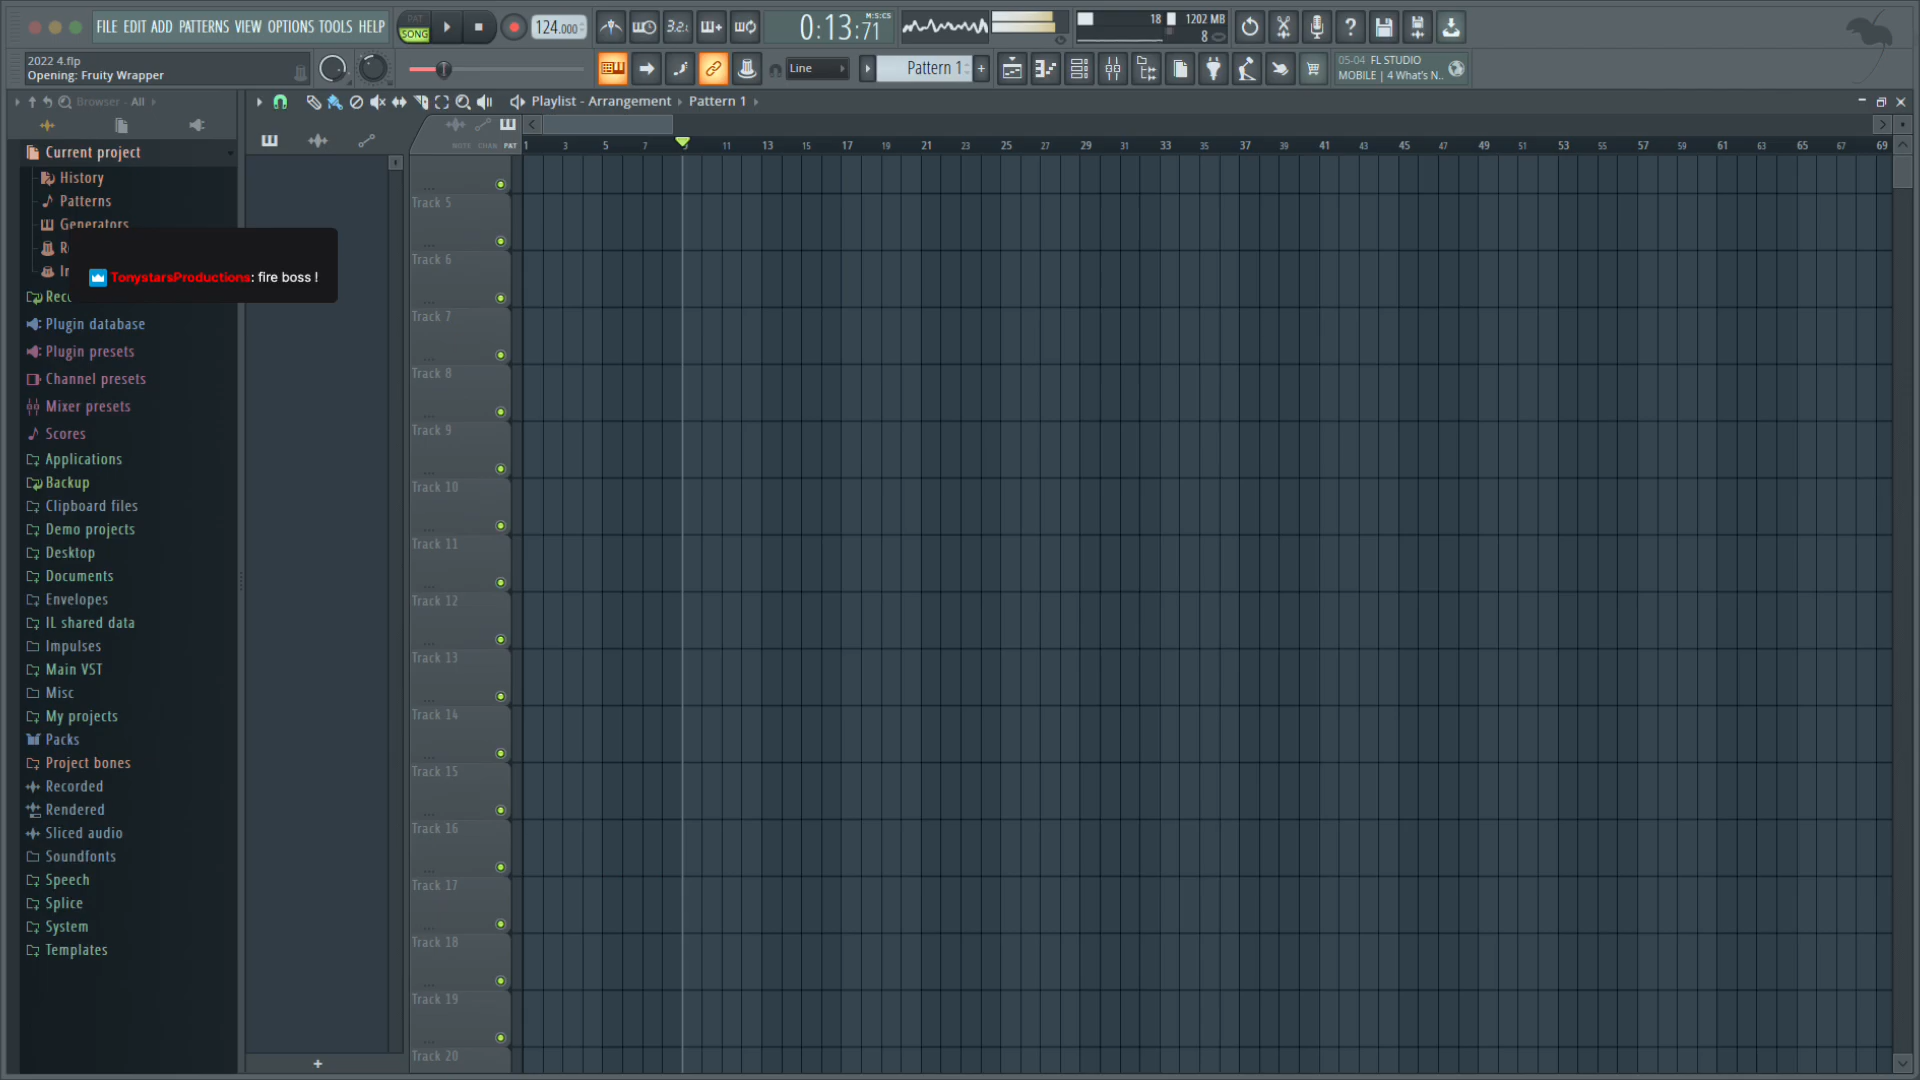 FILE EDIT ADD PATTERNS VIEW OPTIONS TOOLS HELP
PAT
SONG
124.000
3.2.
0:13:71
M:S:CS
18
1202 MB
8
2022 4.flp
Opening: Fruity Wrapper
Line
Pattern 1
05-04 FL STUDIO
MOBILE | 4 What's N..
Browser - All
Playlist - Arrangement
Pattern 1
NOTE CHAN PAT
1 3 5 7 9 11 13 15 17 19 21 23 25 27 29 31 33 35 37 39 41 43 45 47 49 51 53 55 57 59 61 63 65 67 69
Current project
History
Patterns
Generators
TonystarsProductions: fire boss !
Plugin database
Plugin presets
Channel presets
Mixer presets
Scores
Applications
Backup
Clipboard files
Demo projects
Desktop
Documents
Envelopes
IL shared data
Impulses
Main VST
Misc
My projects
Packs
Project bones
Recorded
Rendered
Sliced audio
Soundfonts
Speech
Splice
System
Templates
Track 5
Track 6
Track 7
Track 8
Track 9
Track 10
Track 11
Track 12
Track 13
Track 14
Track 15
Track 16
Track 17
Track 18
Track 19
Track 20